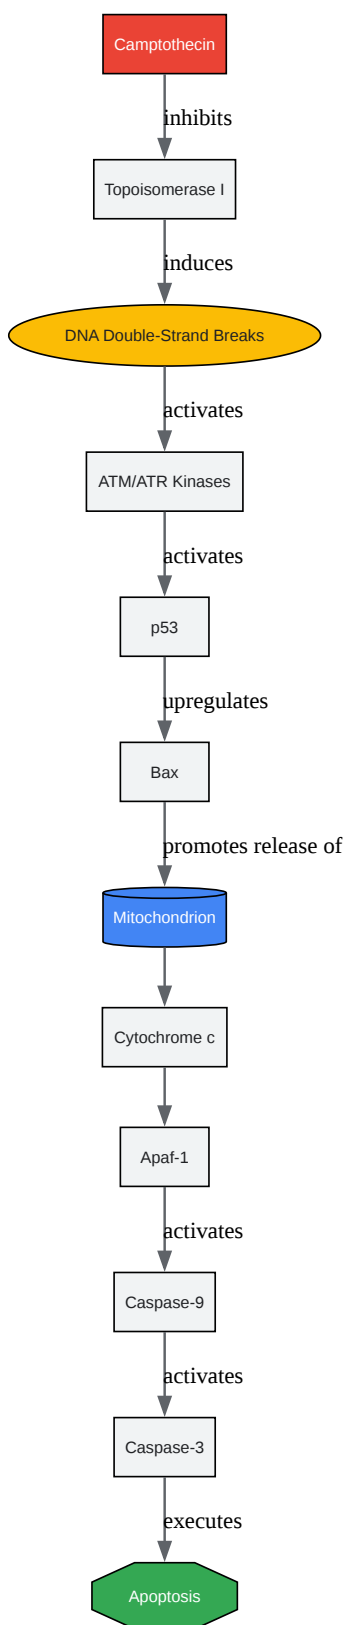 Camptothecin
inhibits
Topoisomerase I
induces
DNA Double-Strand Breaks
activates
ATM/ATR Kinases
activates
p53
upregulates
Bax
promotes release of
Mitochondrion
Cytochrome c
Apaf-1
activates
Caspase-9
activates
Caspase-3
executes
Apoptosis